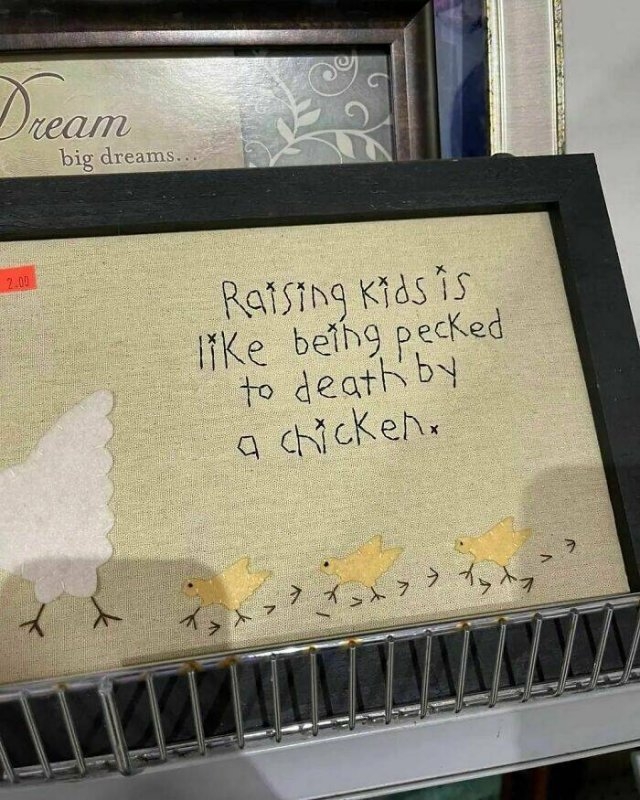 Dream
big dreams...
2.00
Raising kids is
like being pecked
to death by
a chicken.